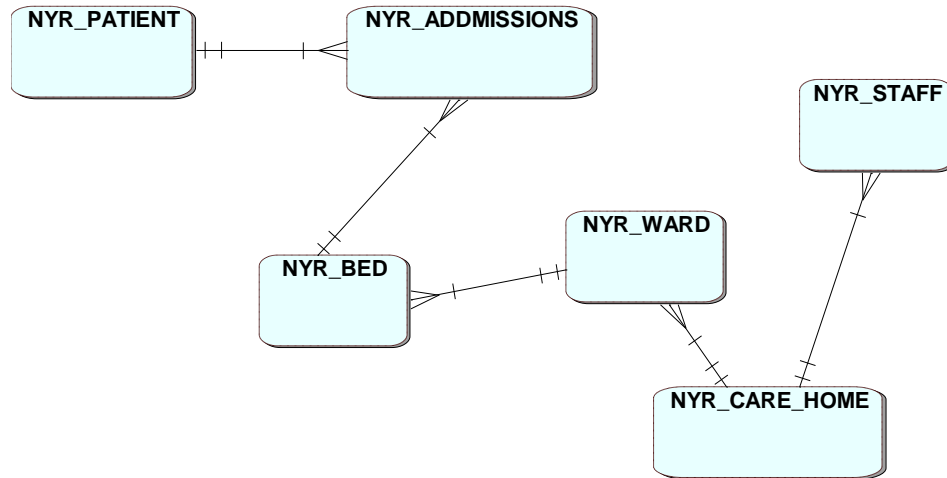 NYR_PATIENT
NYR_ADDMISSIONS
NYR_STAFF
NYR_WARD
NYR_BED
NYR_CARE_HOME